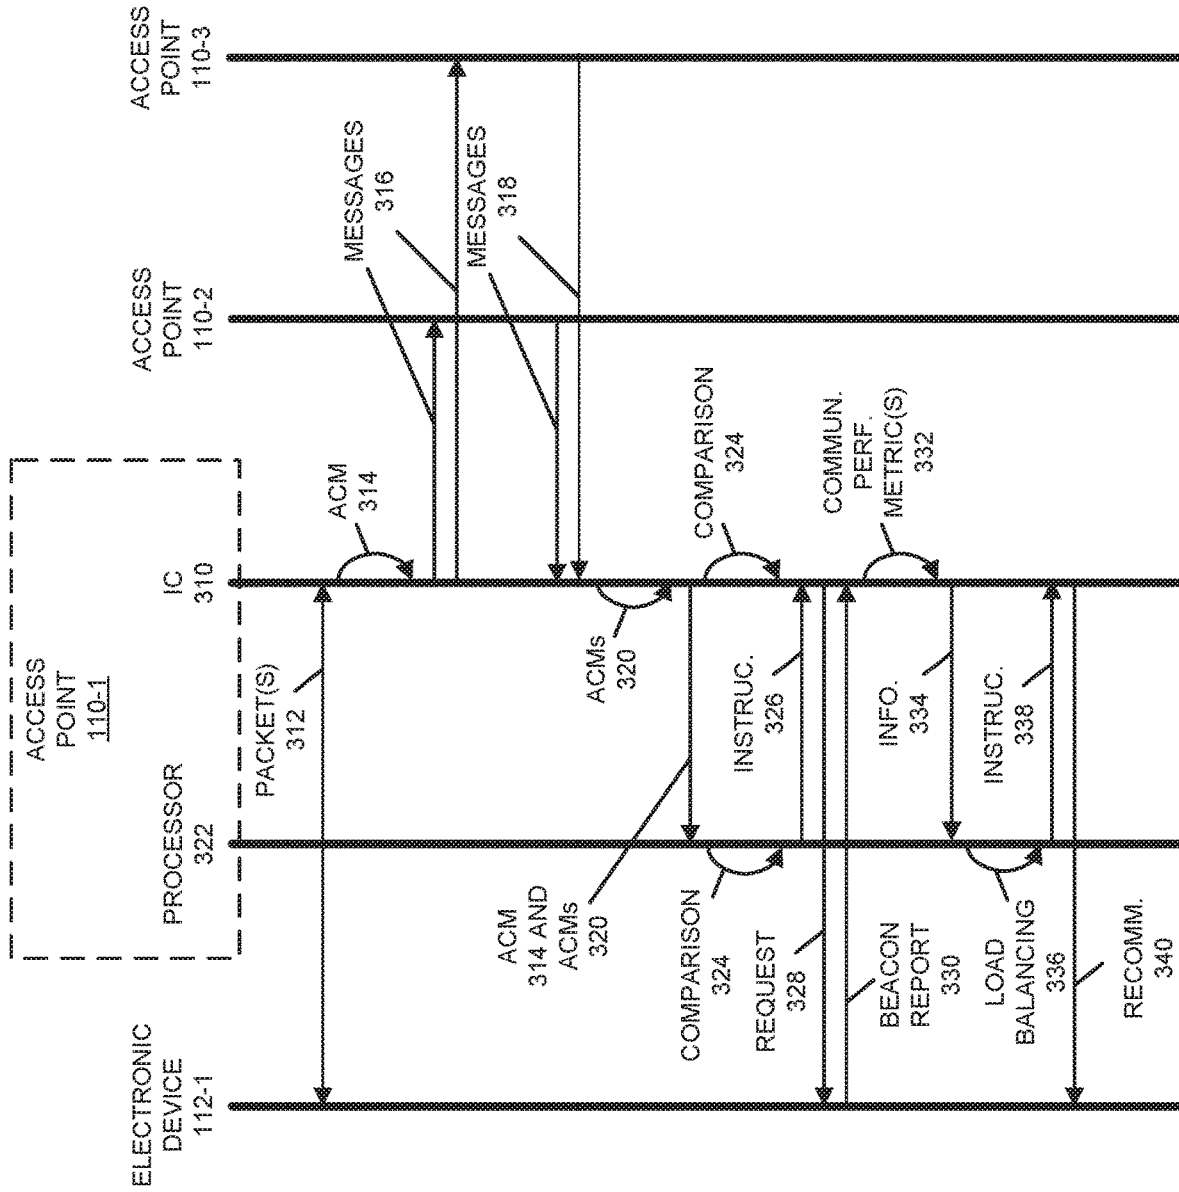 ELECTRONIC
DEVICE
112-1
ACCESS
POINT
110-1
PROCESSOR
322
IC
310
ACCESS
POINT
110-2
ACCESS
POINT
110-3
PACKET(S)
312
ACM
314
MESSAGES
316
MESSAGES
318
ACMs
320
ACM
314 AND
ACMs
320
COMPARISON
324
COMPARISON
324
INSTRUC.
326
REQUEST
328
BEACON
REPORT
330
COMMUN.
PERF.
METRIC(S)
332
INFO.
334
LOAD
BALANCING
336
INSTRUC.
338
RECOMM.
340